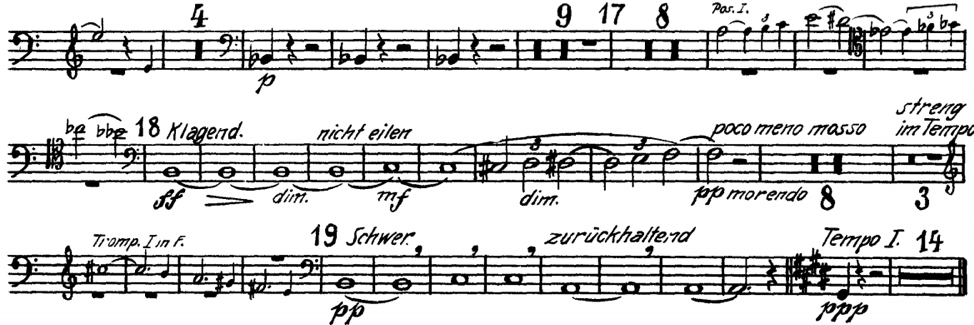 4 9 17 8 Pos. I. 3 3
p
18 Klagend. nicht eilen poco meno mosso streng
im Tempo
3 3
ff dim. mf dim. pp morendo 8 3
Tromp. I in F. 19 Schwer. zurückhaltend Tempo I. 14
pp ppp